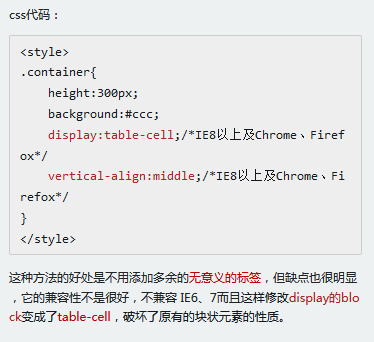 css代码：
<style>
.container{
    height:300px;
    background:#ccc;
    display:table-cell;/*IE8以上及Chrome、Firef
ox*/
    vertical-align:middle;/*IE8以上及Chrome、Fi
refox*/
}
</style>
这种方法的好处是不用添加多余的无意义的标签，但缺点也很明显
，它的兼容性不是很好，不兼容 IE6、7而且这样修改display的blo
ck变成了table-cell，破坏了原有的块状元素的性质。